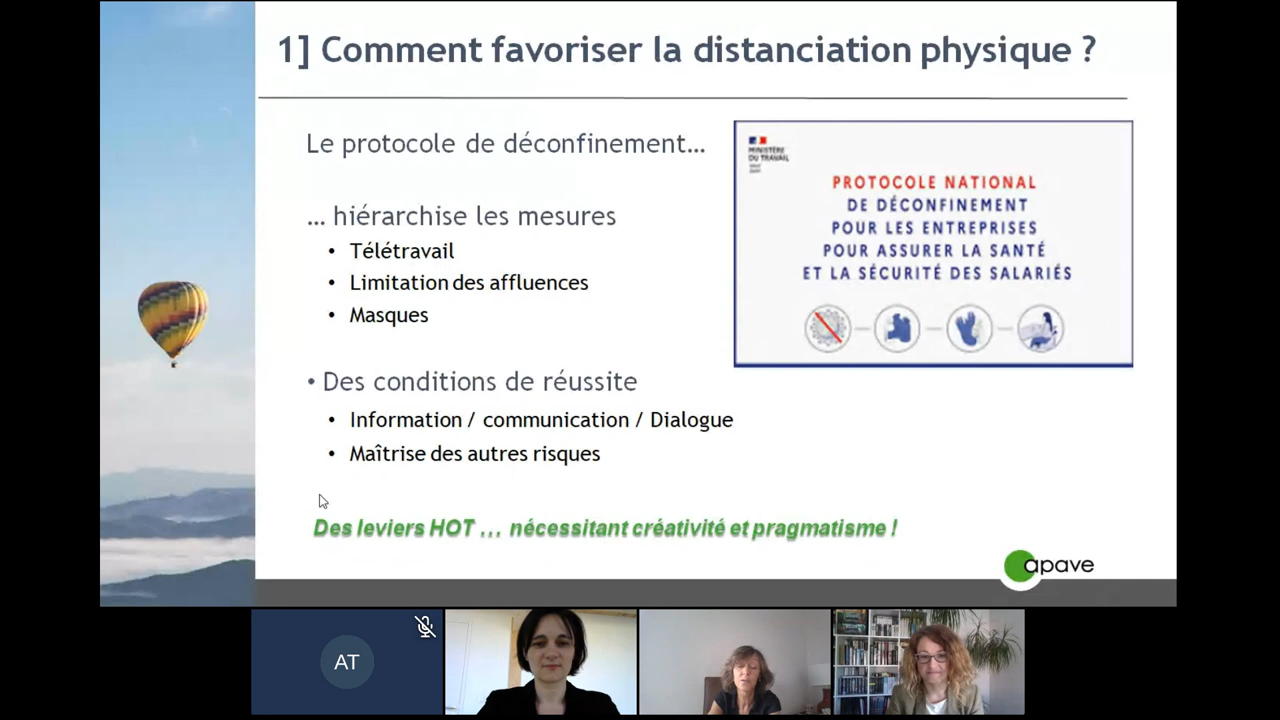 1] Comment favoriser la distanciation physique ?
Le protocole de déconfinement…
… hiérarchise les mesures
• Télétravail
• Limitation des affluences
• Masques
• Des conditions de réussite
• Information / communication / Dialogue
• Maîtrise des autres risques
Des leviers HOT … nécessitant créativité et pragmatisme !
MINISTÈRE
DU TRAVAIL
PROTOCOLE NATIONAL
DE DÉCONFINEMENT
POUR LES ENTREPRISES
POUR ASSURER LA SANTÉ
ET LA SÉCURITÉ DES SALARIÉS
apave
AT